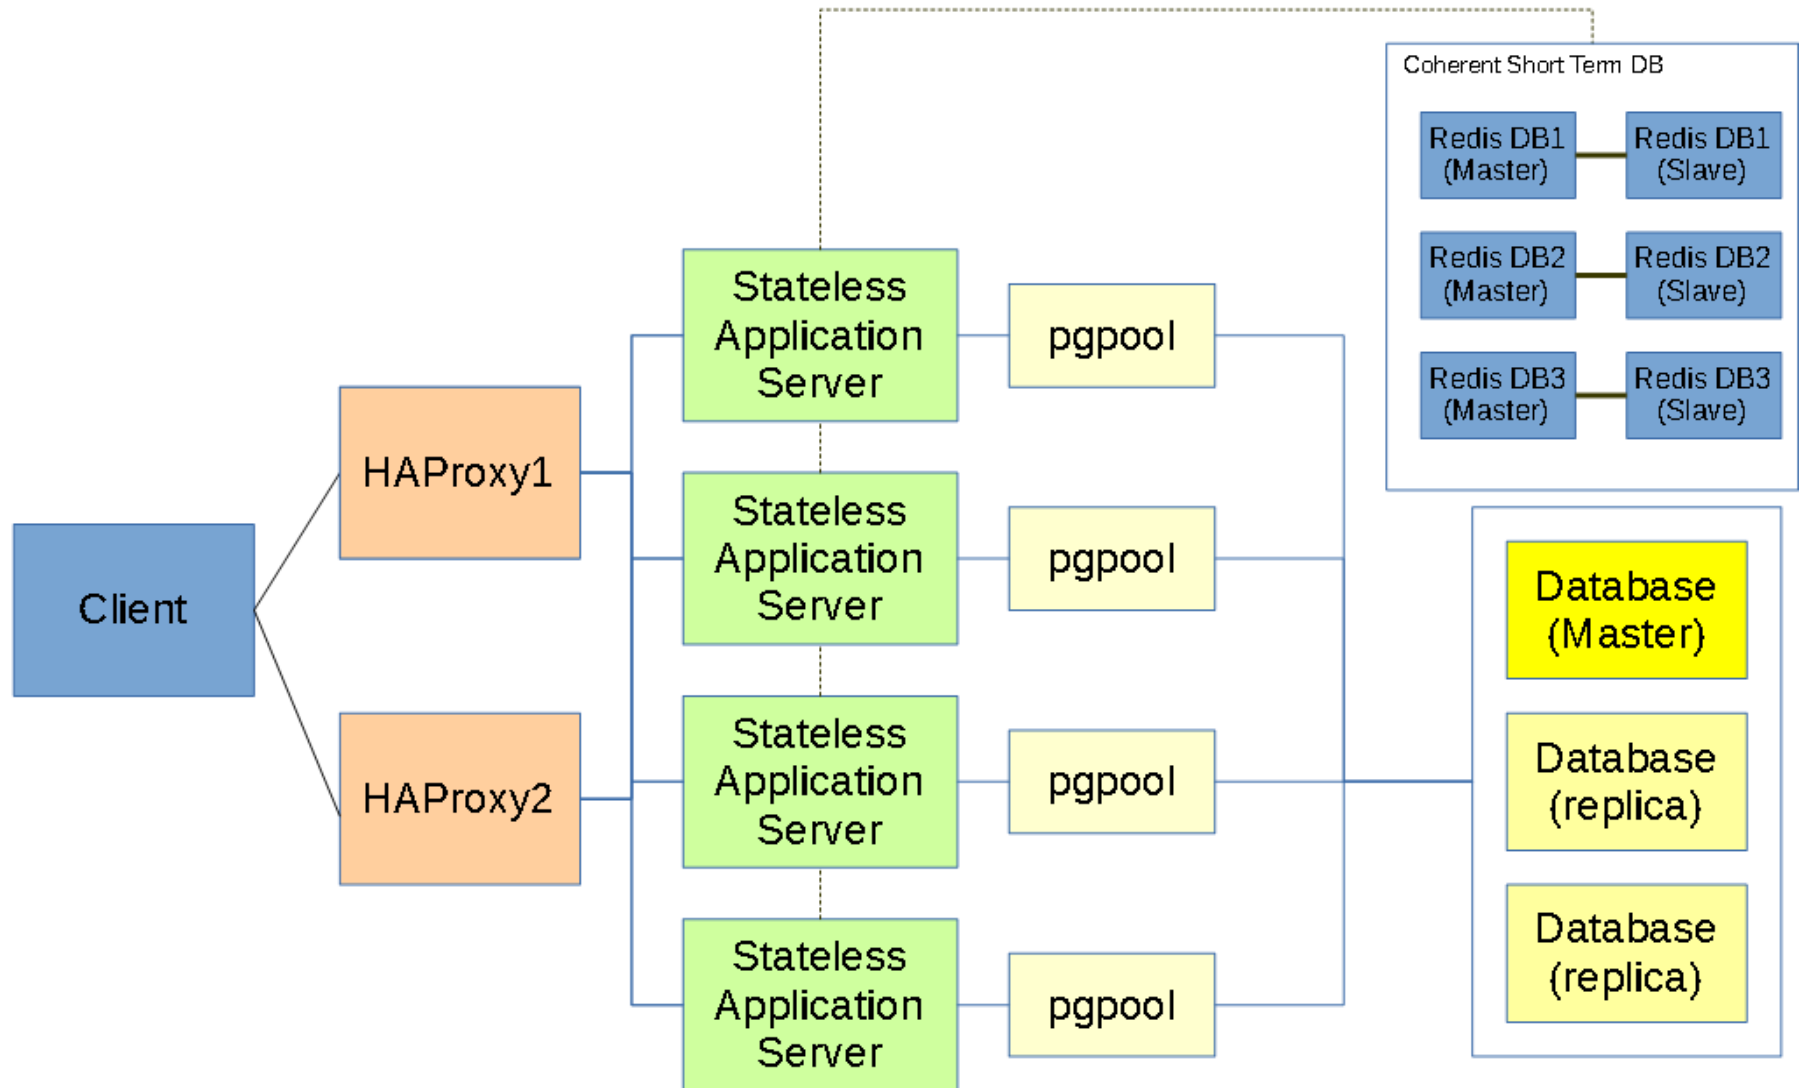 Coherent Short Term DB
Redis DB1
(Master)
Redis DB1
(Slave)
Redis DB2
(Master)
Redis DB2
(Slave)
Redis DB3
(Master)
Redis DB3
(Slave)
Client
HAProxy1
HAProxy2
Stateless
Application
Server
pgpool
Stateless
Application
Server
pgpool
Stateless
Application
Server
pgpool
Stateless
Application
Server
pgpool
Database
(Master)
Database
(replica)
Database
(replica)